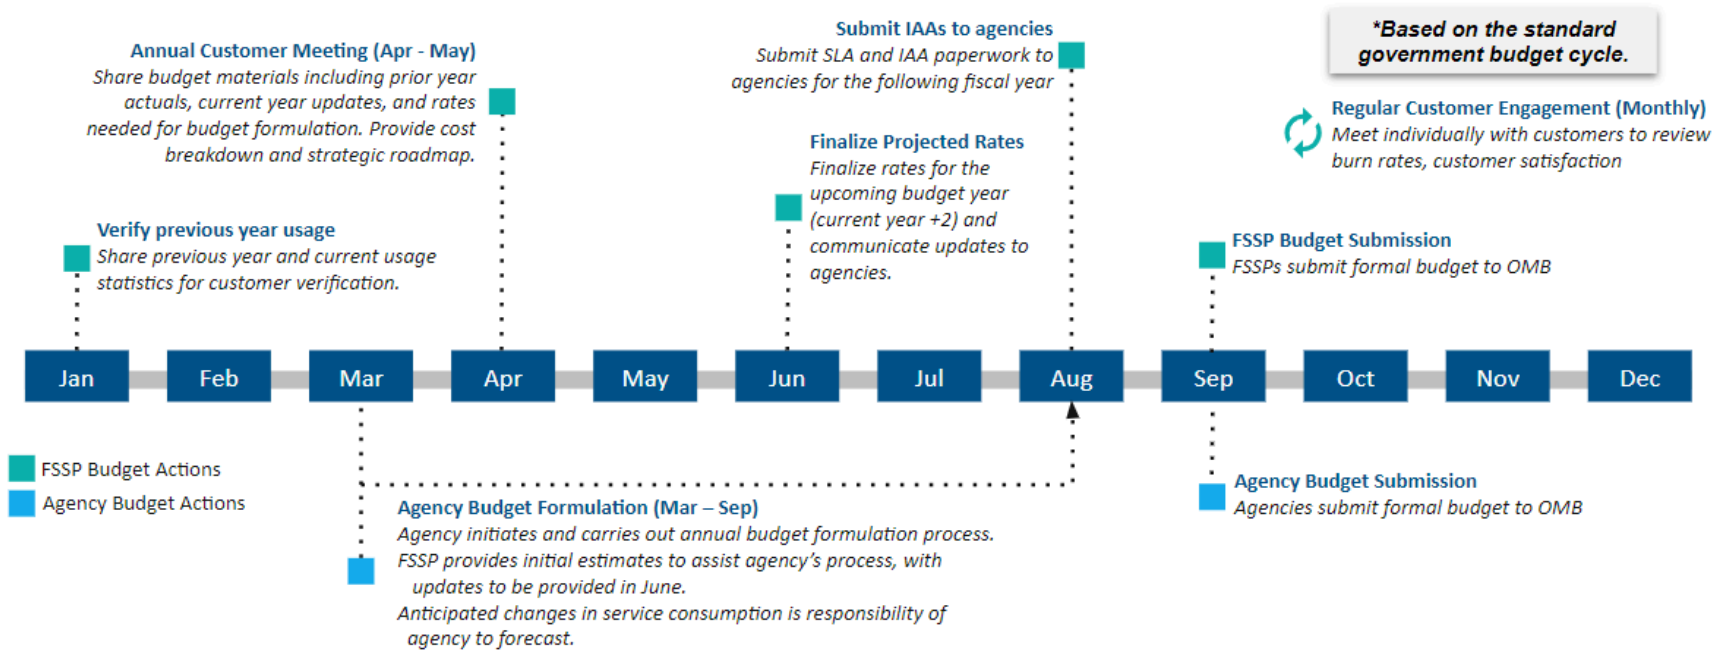 *Based on the standard
government budget cycle.
Submit IAAs to agencies
Submit SLA and IAA paperwork to
agencies for the following fiscal year
Annual Customer Meeting (Apr - May)
Share budget materials including prior year
actuals, current year updates, and rates
needed for budget formulation. Provide cost
breakdown and strategic roadmap.
Regular Customer Engagement (Monthly)
Meet individually with customers to review
burn rates, customer satisfaction
Finalize Projected Rates
Finalize rates for the
upcoming budget year
(current year +2) and
communicate updates to
agencies.
Verify previous year usage
Share previous year and current usage
statistics for customer verification.
FSSP Budget Submission
FSSPs submit formal budget to OMB
Jan
Feb
Mar
Apr
May
Jun
Jul
Aug
Sep
Oct
Nov
Dec
FSSP Budget Actions
Agency Budget Actions
Agency Budget Formulation (Mar – Sep)
Agency initiates and carries out annual budget formulation process.
FSSP provides initial estimates to assist agency's process, with
updates to be provided in June.
Anticipated changes in service consumption is responsibility of
agency to forecast.
Agency Budget Submission
Agencies submit formal budget to OMB